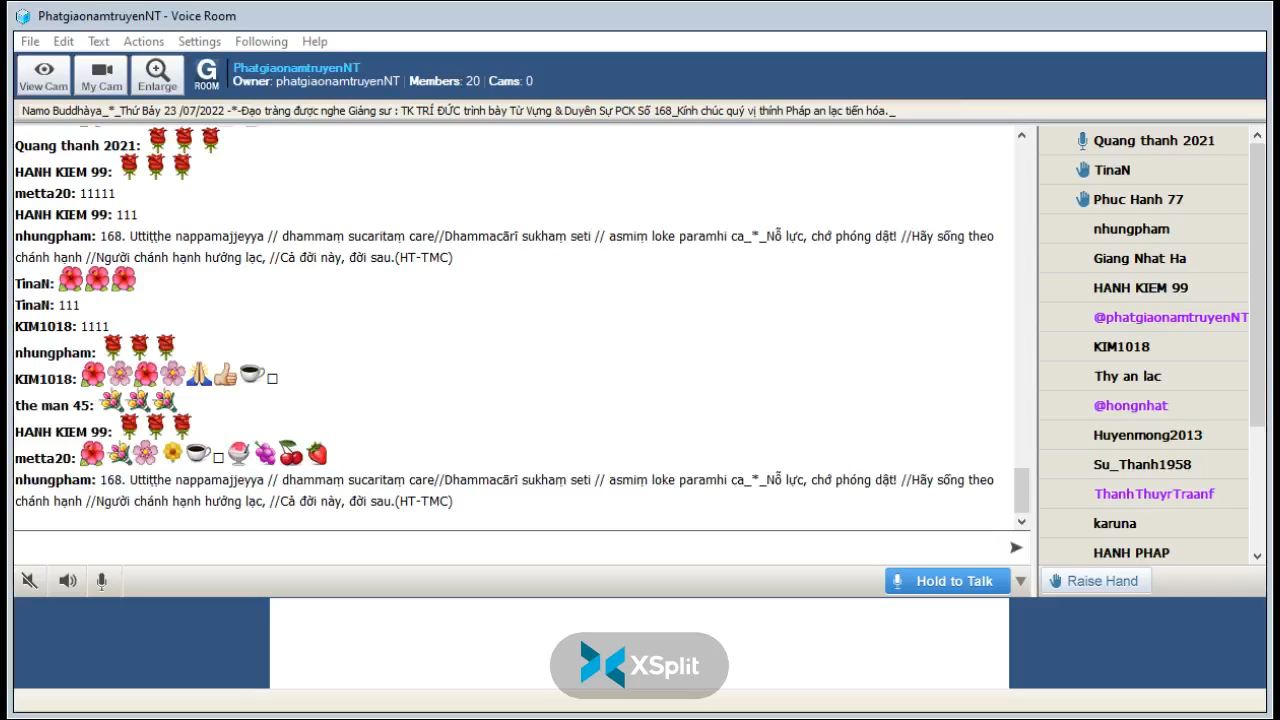 PhatgiaonamtruyenNT - Voice Room
File Edit Text Actions Settings Following Help
View Cam My Cam Enlarge G ROOM
PhatgiaonamtruyenNT
Owner: phatgiaonamtruyenNT | Members: 20 | Cams: 0
Namo Buddhàya_*_Thứ Bảy 23 /07/2022 -*-Đạo tràng được nghe Giảng sư : TK TRÍ ĐỨC trình bày Từ Vựng & Duyên Sự PCK Số 168_Kính chúc quý vị thính Pháp an lạc tiến hóa._
Quang thanh 2021:
HANH KIEM 99:
metta20: 11111
HANH KIEM 99: 111
nhungpham: 168. Uttiṭṭhe nappamajjeyya // dhammaṃ sucaritaṃ care//Dhammacārī sukhaṃ seti // asmiṃ loke paramhi ca_*_Nỗ lực, chớ phóng dật! //Hãy sống theo
chánh hạnh //Người chánh hạnh hưởng lạc, //Cả đời này, đời sau.(HT-TMC)
TinaN:
TinaN: 111
KIM1018: 1111
nhungpham:
KIM1018:
the man 45:
HANH KIEM 99:
metta20:
nhungpham: 168. Uttiṭṭhe nappamajjeyya // dhammaṃ sucaritaṃ care//Dhammacārī sukhaṃ seti // asmiṃ loke paramhi ca_*_Nỗ lực, chớ phóng dật! //Hãy sống theo
chánh hạnh //Người chánh hạnh hưởng lạc, //Cả đời này, đời sau.(HT-TMC)
Quang thanh 2021
TinaN
Phuc Hanh 77
nhungpham
Giang Nhat Ha
HANH KIEM 99
@phatgiaonamtruyenNT
KIM1018
Thy an lac
@hongnhat
Huyenmong2013
Su_Thanh1958
ThanhThuyrTraanf
karuna
HANH PHAP
Hold to Talk
Raise Hand
XSplit